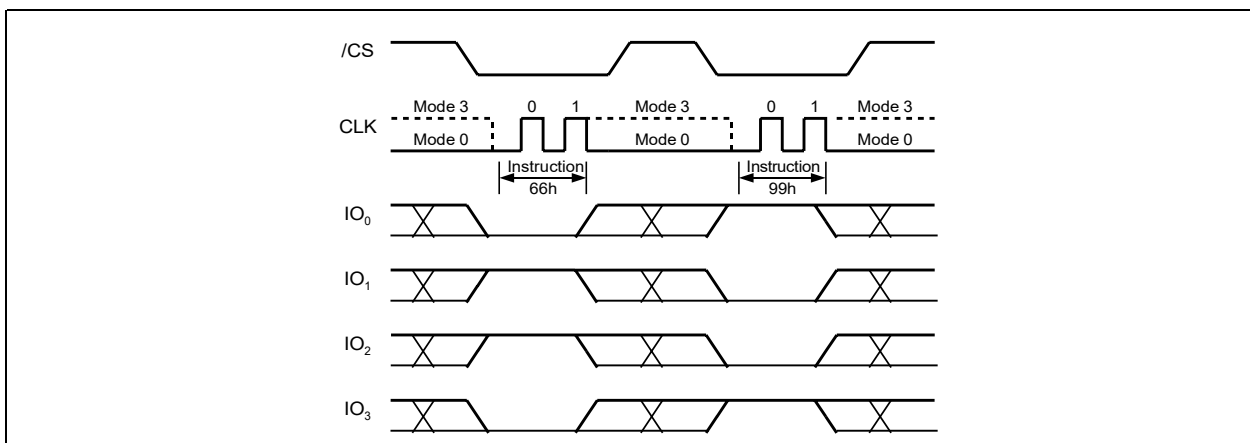 /CS
Mode 3 0 1 Mode 3 0 1 Mode 3
CLK
Mode 0 Mode 0 Mode 0
Instruction Instruction
66h 99h
IO0
IO1
IO2
IO3